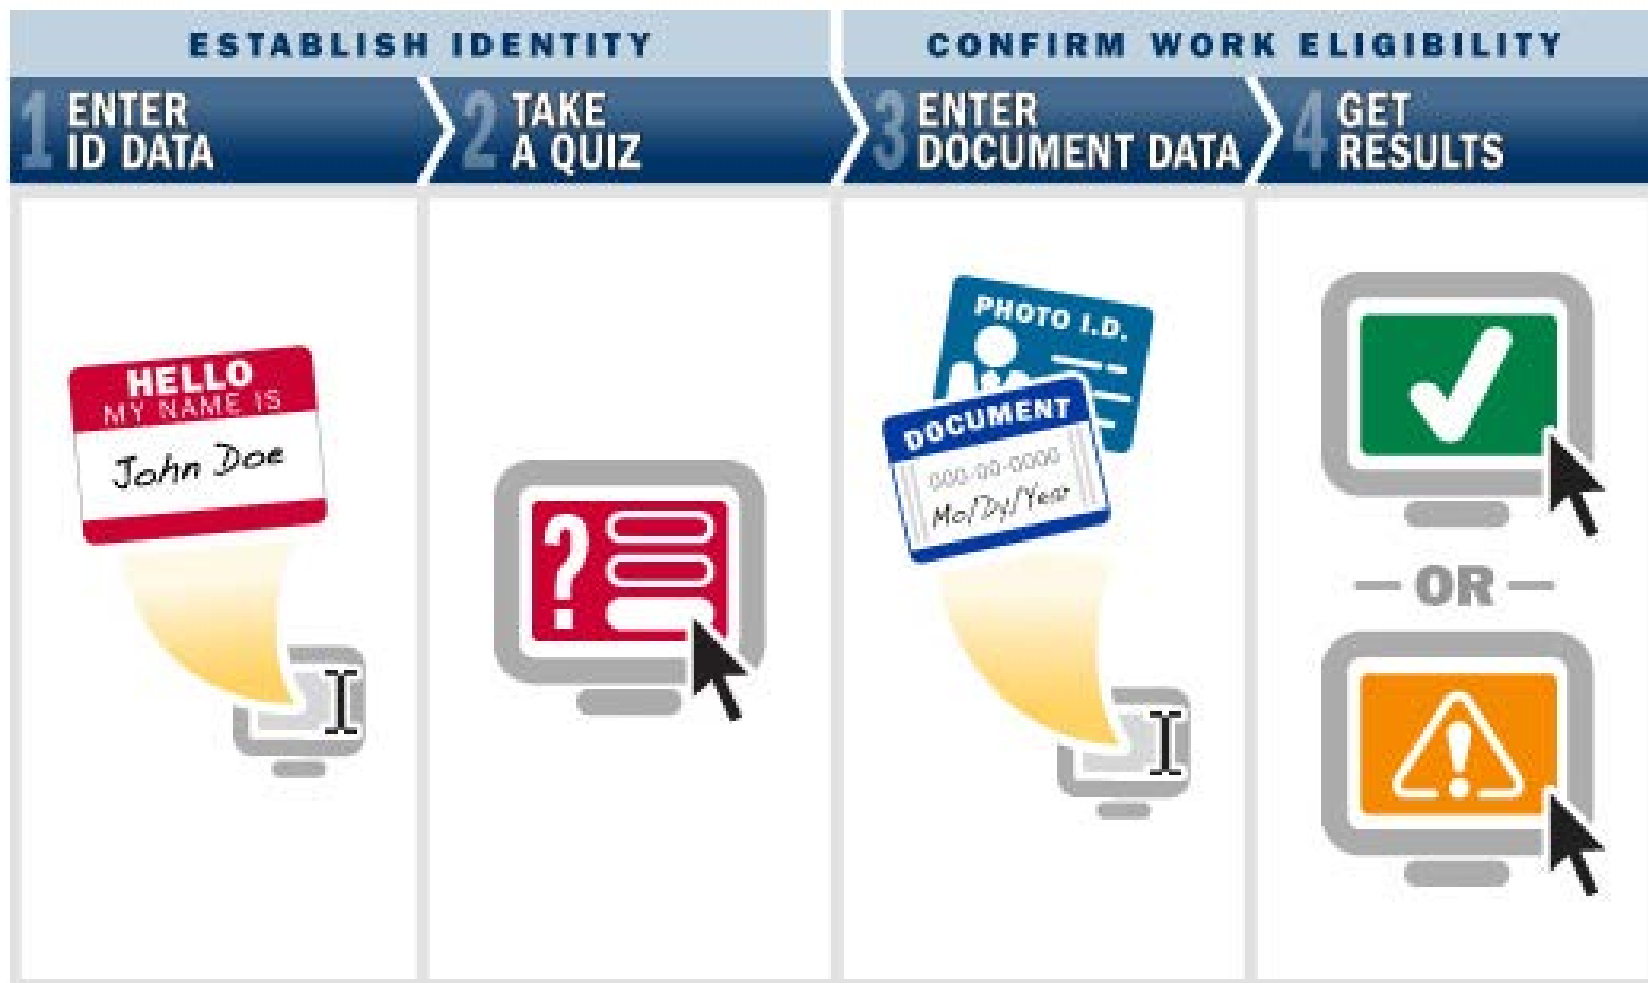 ESTABLISH IDENTITY
CONFIRM WORK ELIGIBILITY
1 ENTER
ID DATA
2 TAKE
A QUIZ
3 ENTER
DOCUMENT DATA
4 GET
RESULTS
HELLO
MY NAME IS
John Doe
?
PHOTO I.D.
DOCUMENT
000-00-0000
Mo/Dy/Year
— OR —
!